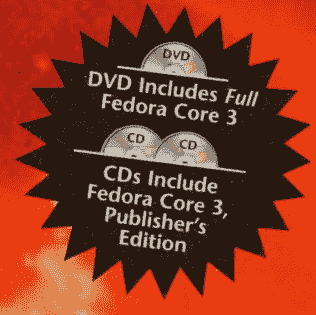 DVD
DVD Includes Full
Fedora Core 3
CD CD
CDs Include
Fedora Core 3,
Publisher's
Edition